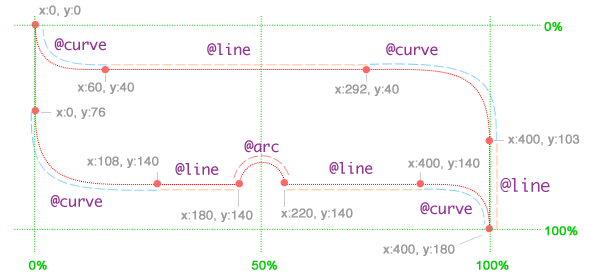 x:0, y:0
0%
@curve
@line
@curve
x:60, y:40
x:292, y:40
x:0, y:76
x:400, y:103
@arc
x:108, y:140
@line
@line
x:400, y:140
@line
@curve
x:180, y:140
x:220, y:140
@curve
100%
x:400, y:180
0%
50%
100%